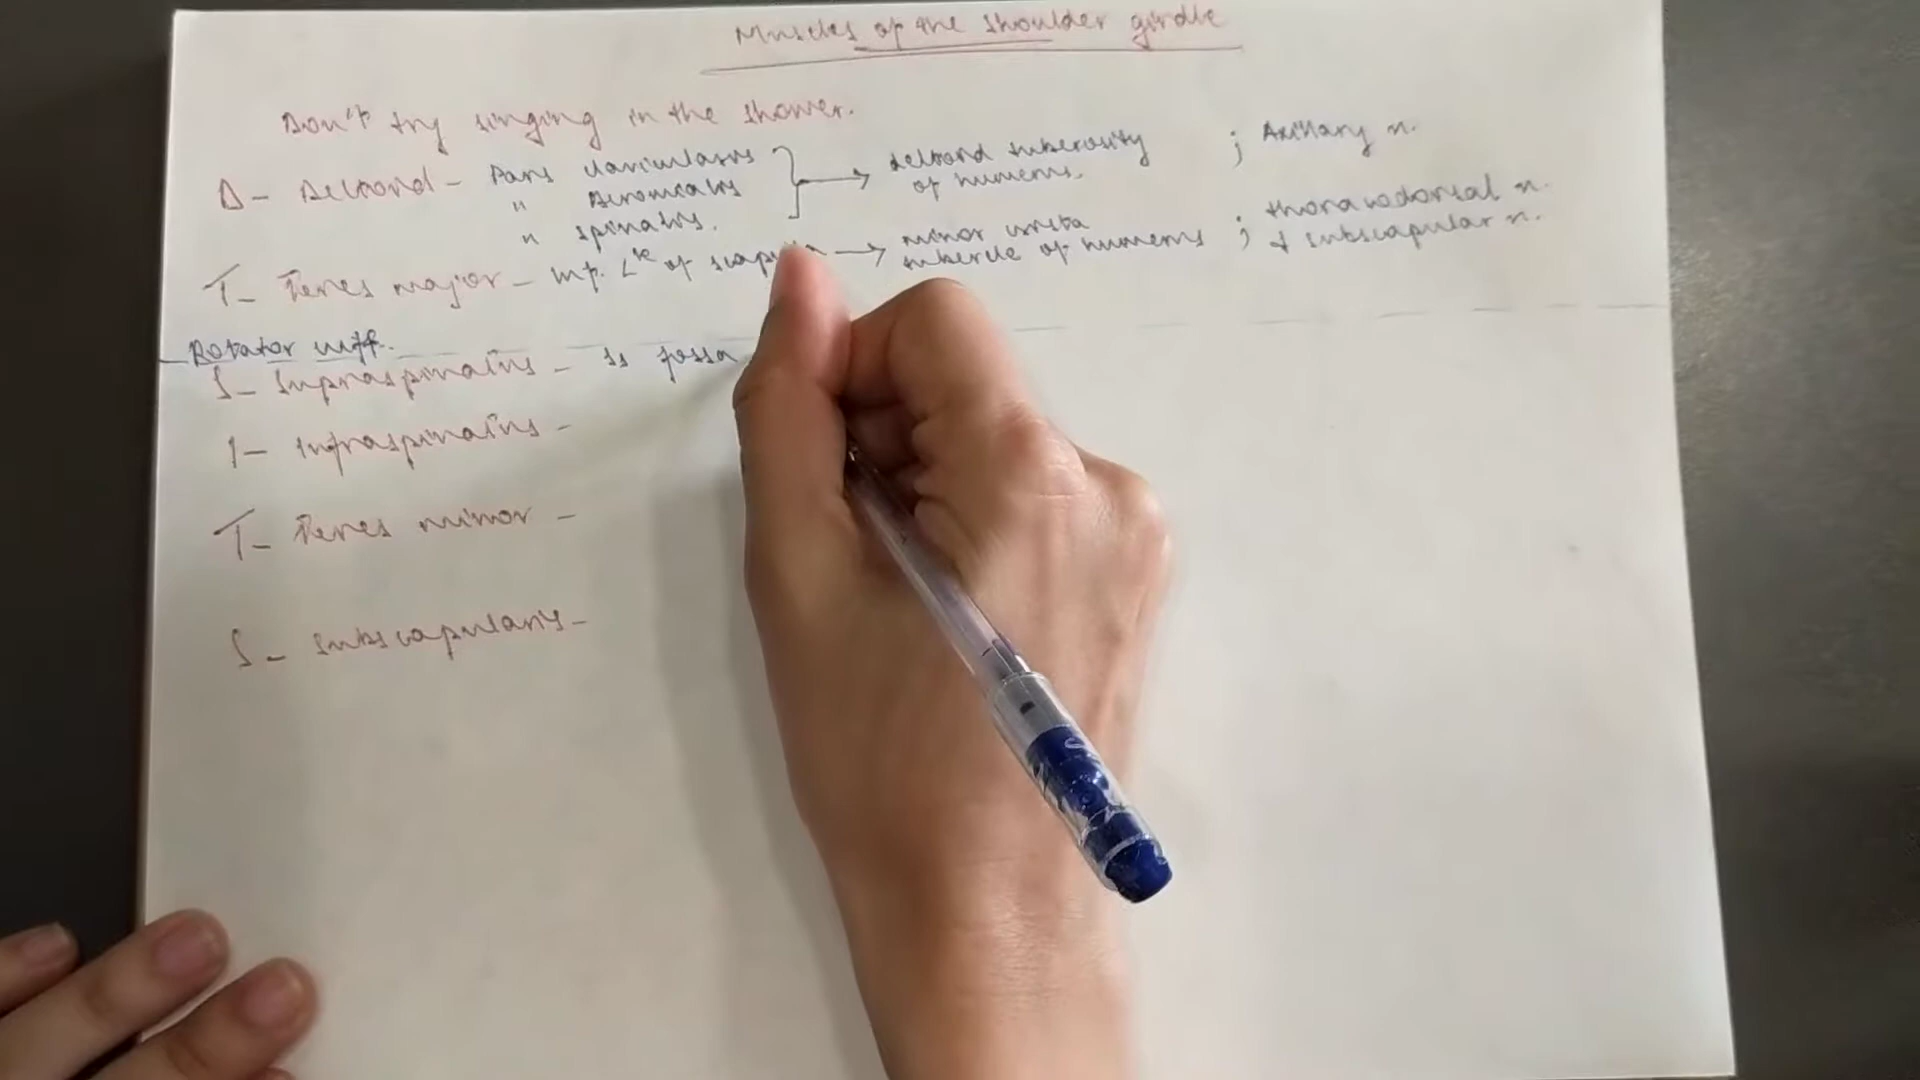 Muscles of the shoulder girdle
Don't try singing in the shower.
D - Deltoid - Pars clavicularis } → deltoid tuberosity of humerus. ; Axillary n.
" Acromialis
" spinalis.
T - Teres major - inf. L^le of → minor crista tubercle of humerus ; thoracodorsal n. & subscapular n.
Rotator cuff.
S - Supraspinatus - ss fossa
I - Infraspinatus -
T - Teres minor -
S - Subscapularis -